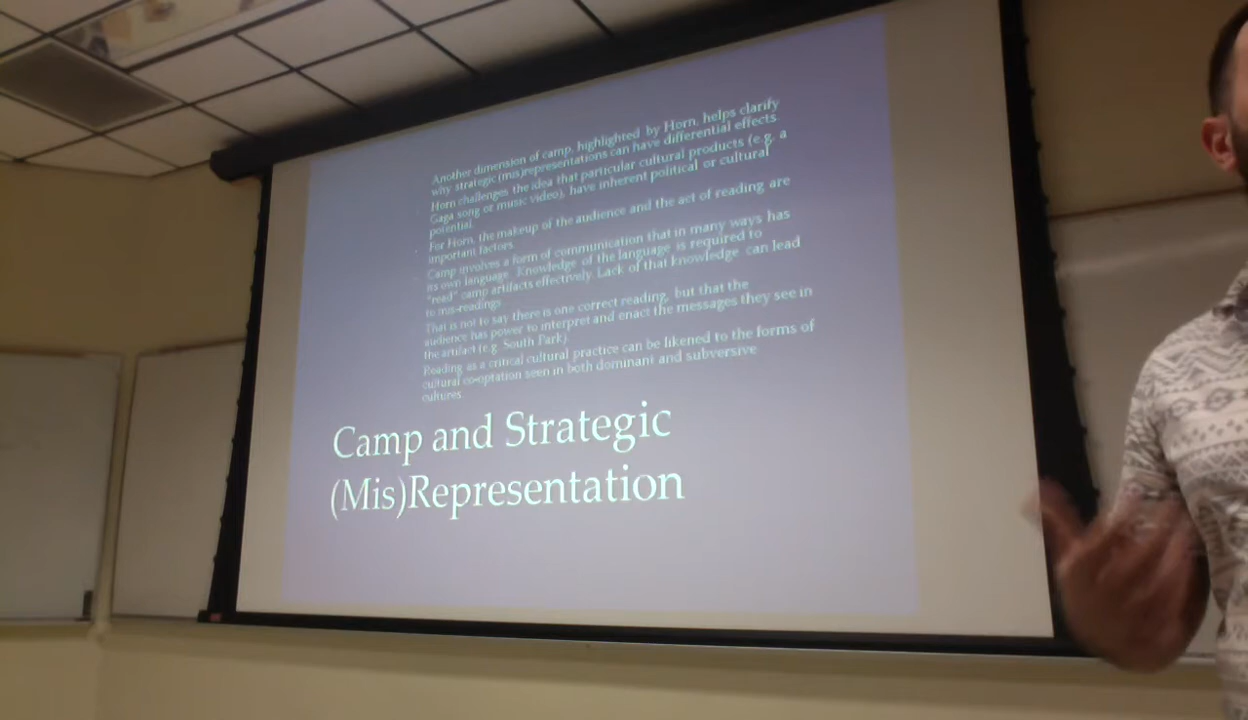 Another dimension of camp, highlighted by Horn, helps clarify
why strategic (mis)representations can have differential effects
Horn challenges the idea that particular cultural products (e.g. a
Gaga song or music video), have inherent political or cultural
potential.
For Horn, the makeup of the audience and the act of reading are
important factors.
Camp involves a form of communication that in many ways has
its own language. Knowledge of the language is required to
"read" camp artifacts effectively. Lack of that knowledge can lead
to mis-readings.
That is not to say there is one correct reading, but that the
audience has power to interpret and enact the messages they see in
the artifact (e.g. South Park).
Reading as a critical cultural practice can be likened to the forms of
cultural co-optation seen in both dominant and subversive
cultures.
Camp and Strategic
(Mis)Representation